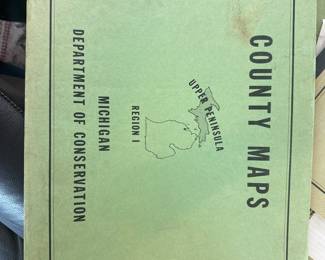 COUNTY MAPS
UPPER PENINSULA
REGION I
MICHIGAN
DEPARTMENT OF CONSERVATION